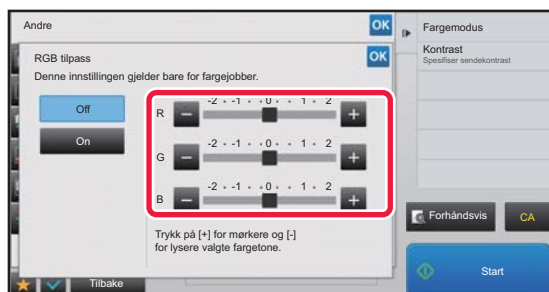 Andre
OK
RGB tilpass
OK
Denne innstillingen gjelder bare for fargejobber.
Off
On
-2 • -1 • • 0 • • 1 • 2
R - +
-2 • -1 • • 0 • • 1 • 2
G - +
-2 • -1 • • 0 • • 1 • 2
B - +
Trykk på [+] for mørkere og [-]
for lysere valgte fargetone.
Tilbake
Fargemodus
Kontrast
Spesifiser sendekontrast
Forhåndsvis
CA
Start